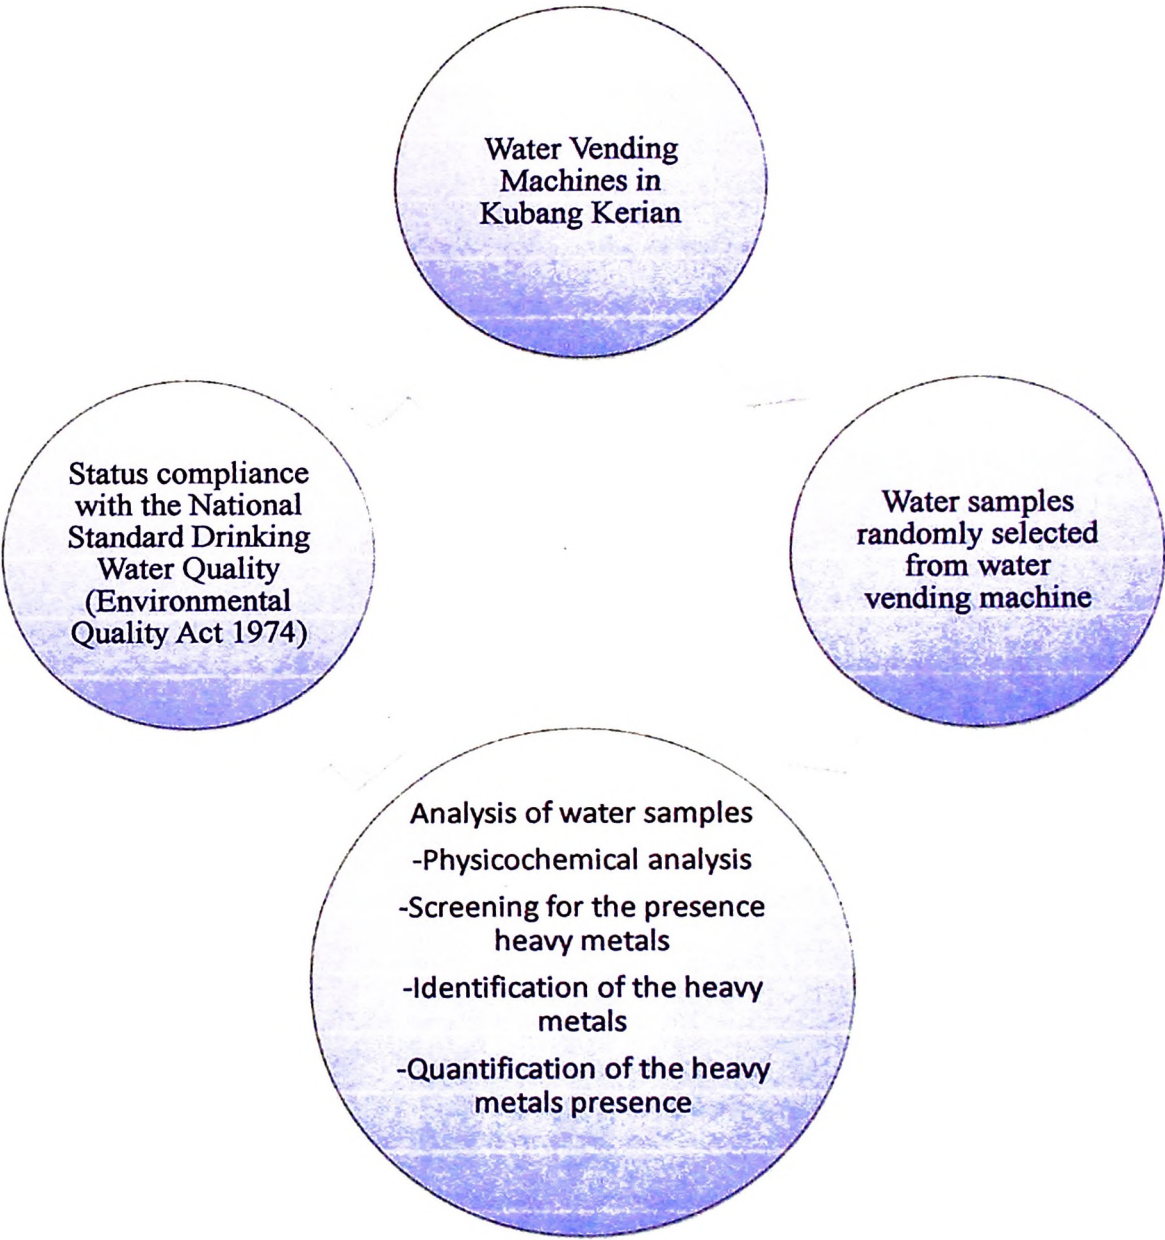 Water Vending
Machines in
Kubang Kerian
Status compliance
with the National
Standard Drinking
Water Quality
(Environmental
Quality Act 1974)
Water samples
randomly selected
from water
vending machine
Analysis of water samples
-Physicochemical analysis
-Screening for the presence
heavy metals
-Identification of the heavy
metals
-Quantification of the heavy
metals presence